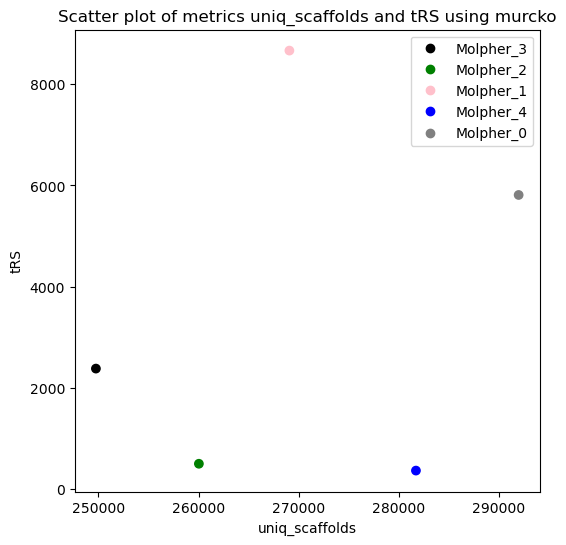 Scatter plot of metrics uniq_scaffolds and tRS using murcko
Molpher_3
Molpher_2
Molpher_1
Molpher_4
Molpher_0
tRS
8000
6000
4000
2000
0
250000 260000 270000 280000 290000
uniq_scaffolds